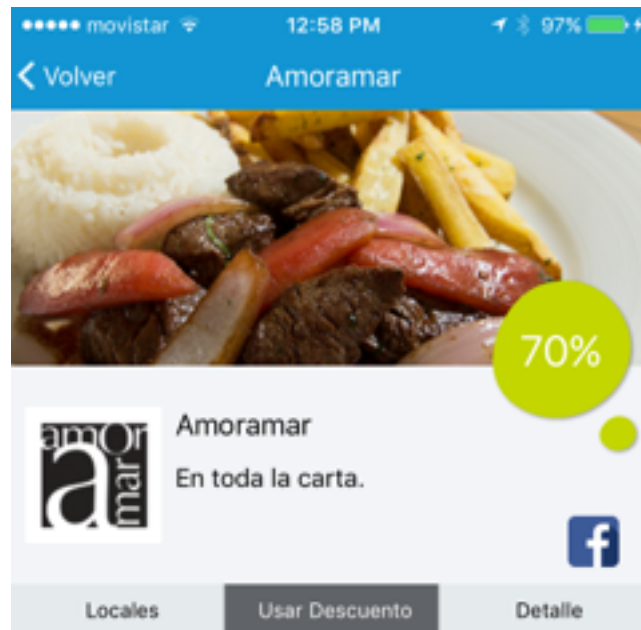 movistar 12:58 PM 97%
Volver Amoramar
70%
amor
a mar
Amoramar
En toda la carta.
f
Locales Usar Descuento Detalle